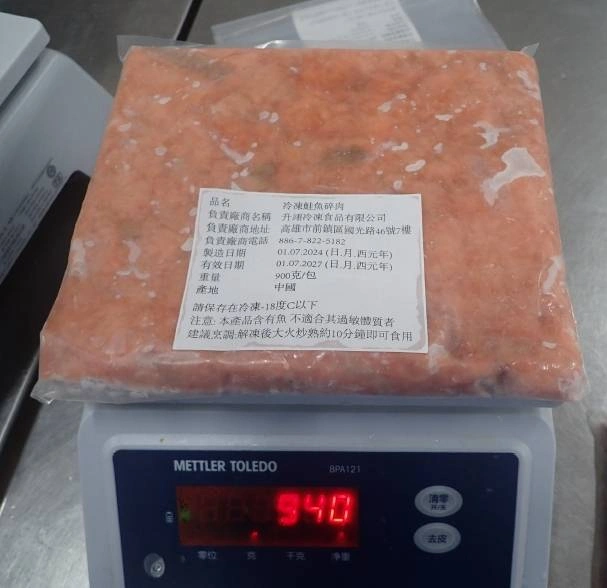 品名 冷凍鮭魚碎肉
負責廠商名稱 升翊冷凍食品有限公司
負責廠商地址 高雄市前鎮區國光路46號7樓
負責廠商電話 886-7-822-5182
製造日期 01.07.2024 (日.月.西元年)
有效日期 01.07.2027 (日.月.西元年)
重量 900克/包
產地 中國
請保存在冷凍-18度C以下
注意: 本產品含有魚 不適合其過敏體質者
建議烹調:解凍後大火炒熟約10分鐘即可食用
METTLER TOLEDO BPA121
940
清零
开/关
去皮
零位 克 千克 净重